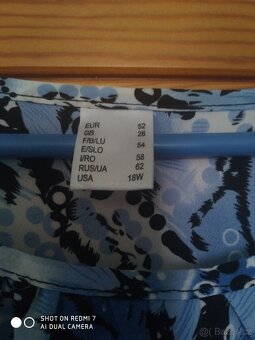 EUR 52
GB 26
F/B/LU 54
E/SLO
I/RO 58
RUS/UA 62
USA 18W
SHOT ON REDMI 7
AI DUAL CAMERA